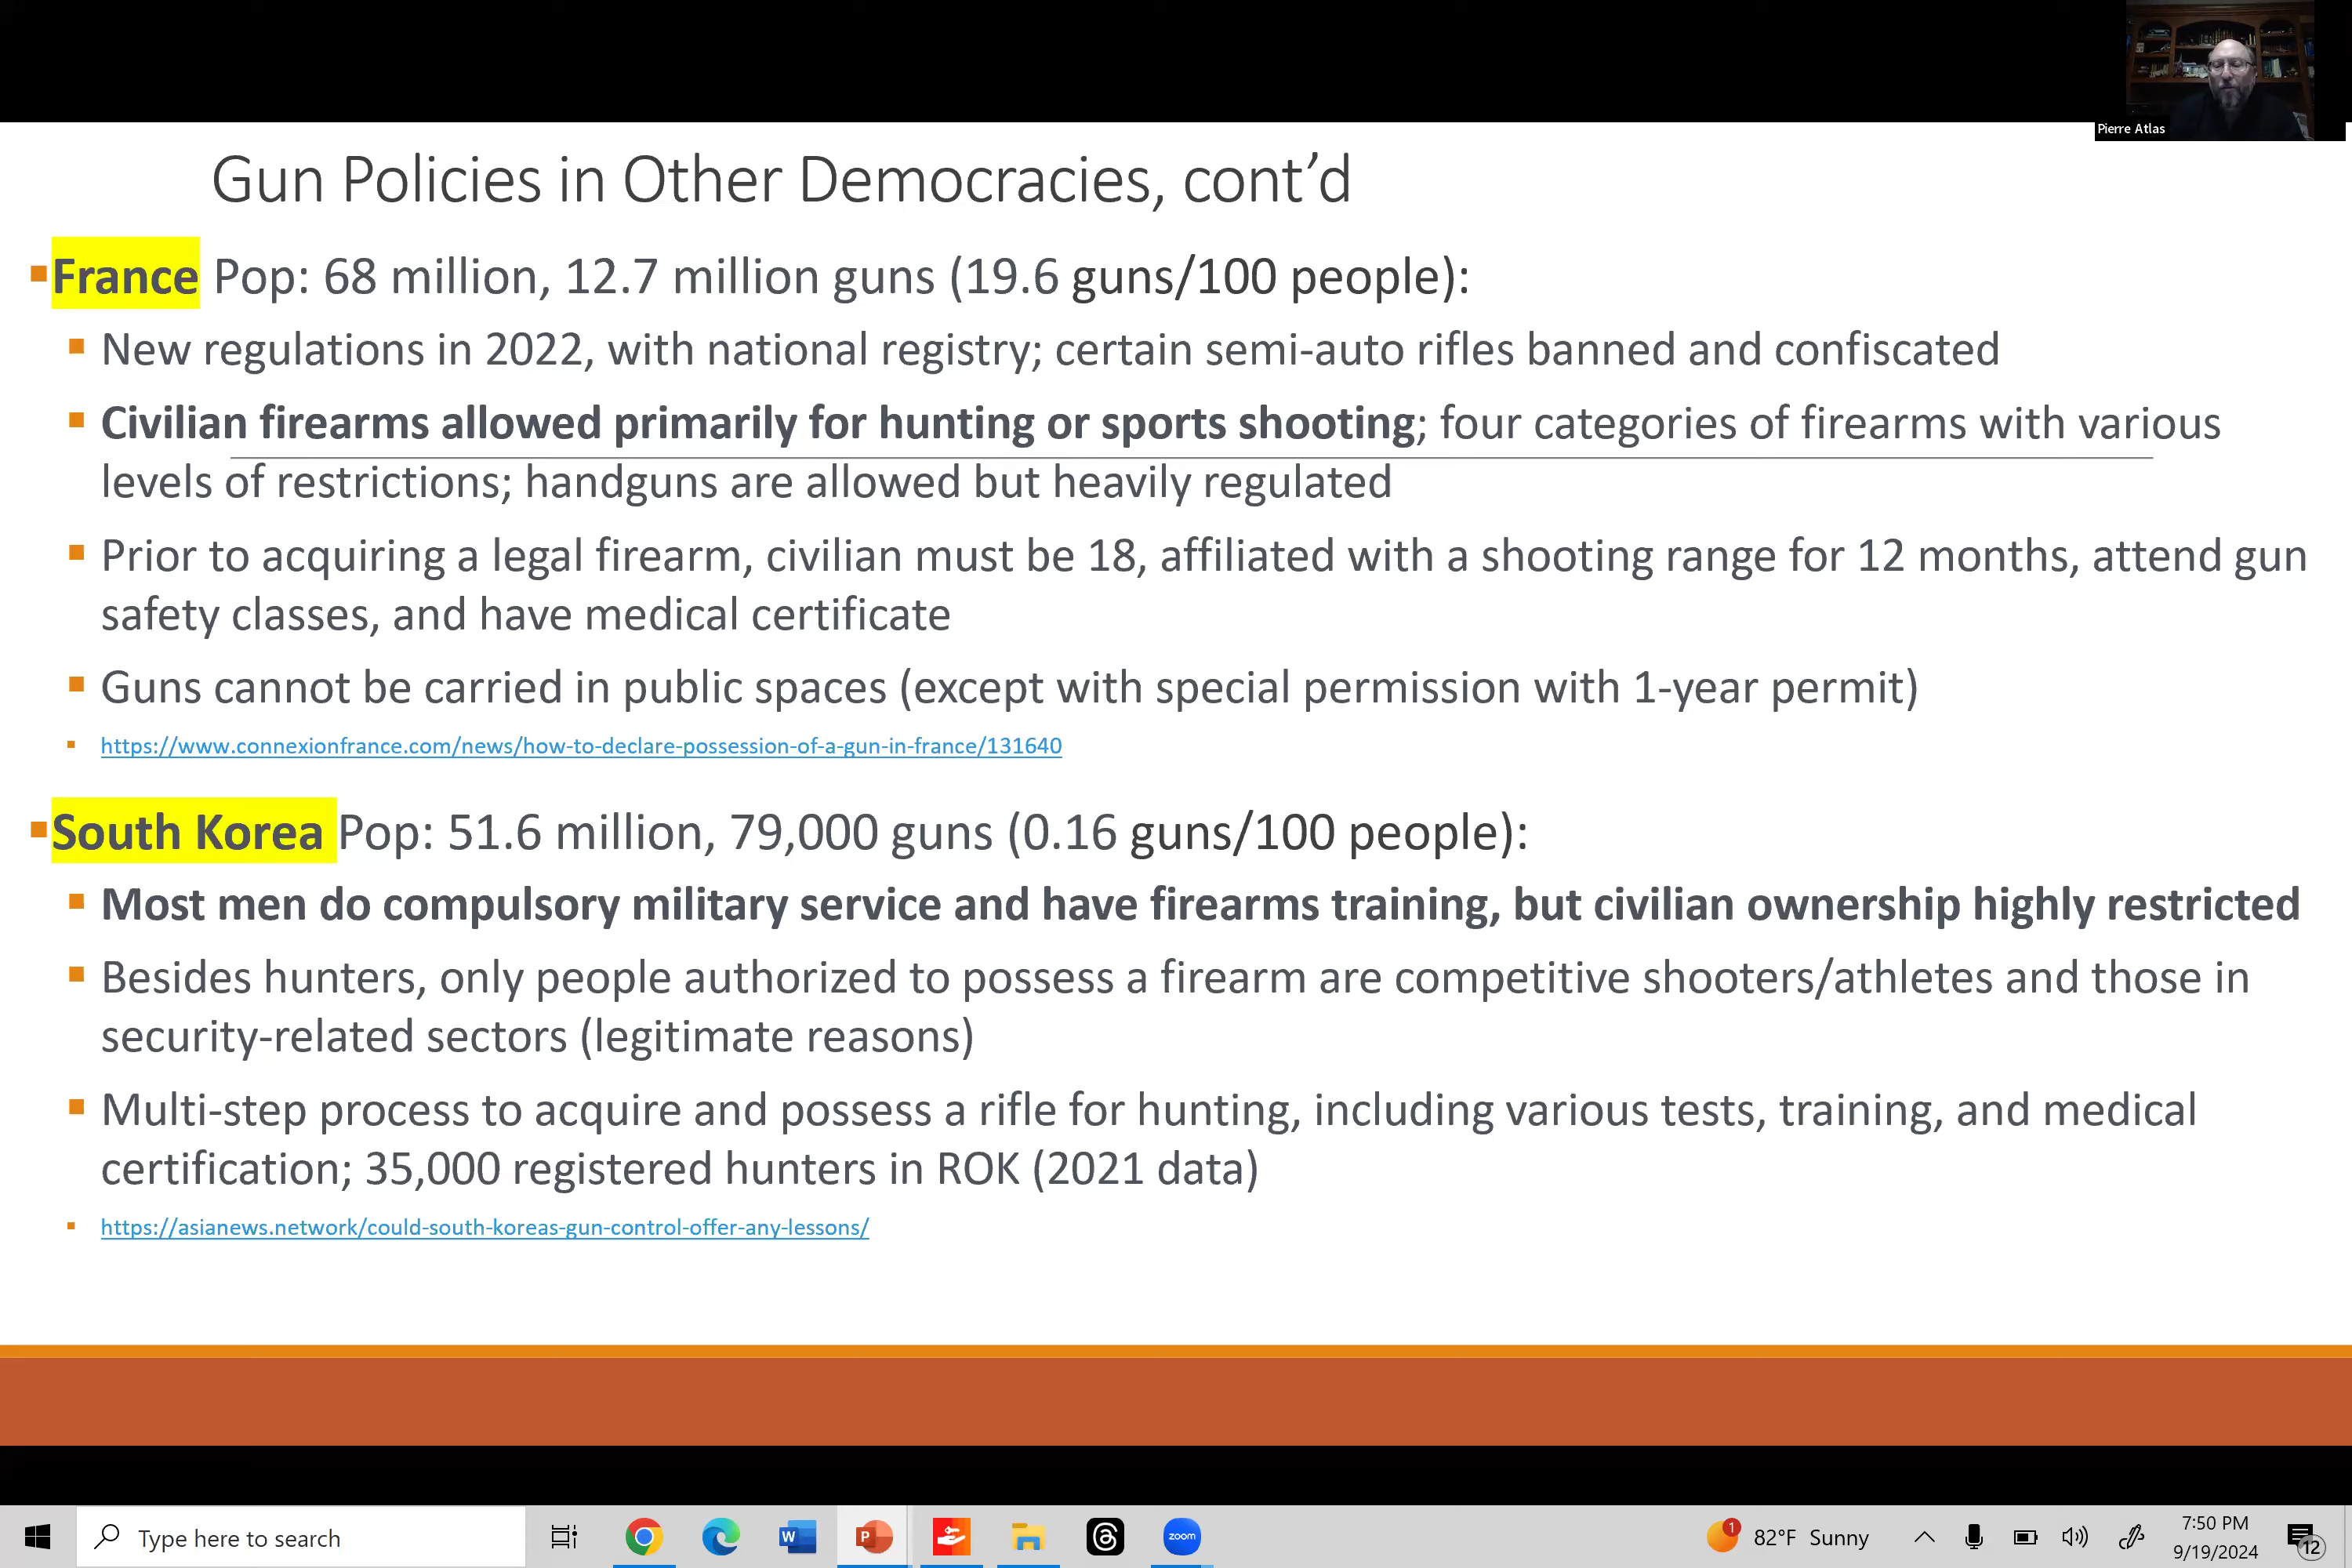 Pierre Atlas
Gun Policies in Other Democracies, cont’d
France Pop: 68 million, 12.7 million guns (19.6 guns/100 people):
New regulations in 2022, with national registry; certain semi-auto rifles banned and confiscated
Civilian firearms allowed primarily for hunting or sports shooting; four categories of firearms with various
levels of restrictions; handguns are allowed but heavily regulated
Prior to acquiring a legal firearm, civilian must be 18, affiliated with a shooting range for 12 months, attend gun
safety classes, and have medical certificate
Guns cannot be carried in public spaces (except with special permission with 1-year permit)
https://www.connexionfrance.com/news/how-to-declare-possession-of-a-gun-in-france/131640
South Korea Pop: 51.6 million, 79,000 guns (0.16 guns/100 people):
Most men do compulsory military service and have firearms training, but civilian ownership highly restricted
Besides hunters, only people authorized to possess a firearm are competitive shooters/athletes and those in
security-related sectors (legitimate reasons)
Multi-step process to acquire and possess a rifle for hunting, including various tests, training, and medical
certification; 35,000 registered hunters in ROK (2021 data)
https://asianews.network/could-south-koreas-gun-control-offer-any-lessons/
Type here to search
W
P
zoom
1
82°F Sunny
7:50 PM
9/19/2024
12